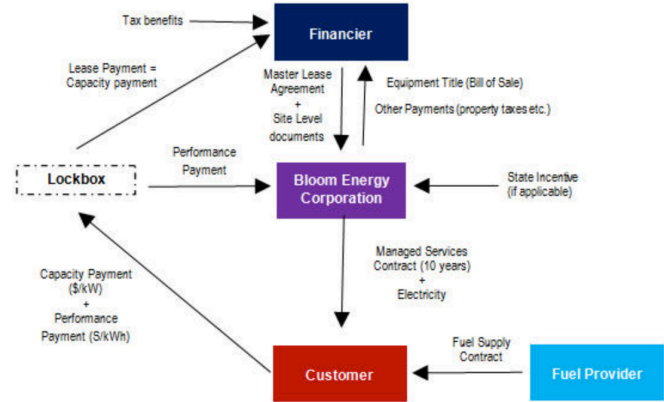 Tax benefits
Financier
Lease Payment =
Capacity payment
Master Lease
Agreement
+
Site Level
documents
Equipment Title (Bill of Sale)
Other Payments (property taxes etc.)
Performance
Payment
Lockbox
Bloom Energy
Corporation
State Incentive
(if applicable)
Capacity Payment
($/kW)
+
Performance
Payment (S/kWh)
Managed Services
Contract (10 years)
+
Electricity
Customer
Fuel Supply
Contract
Fuel Provider